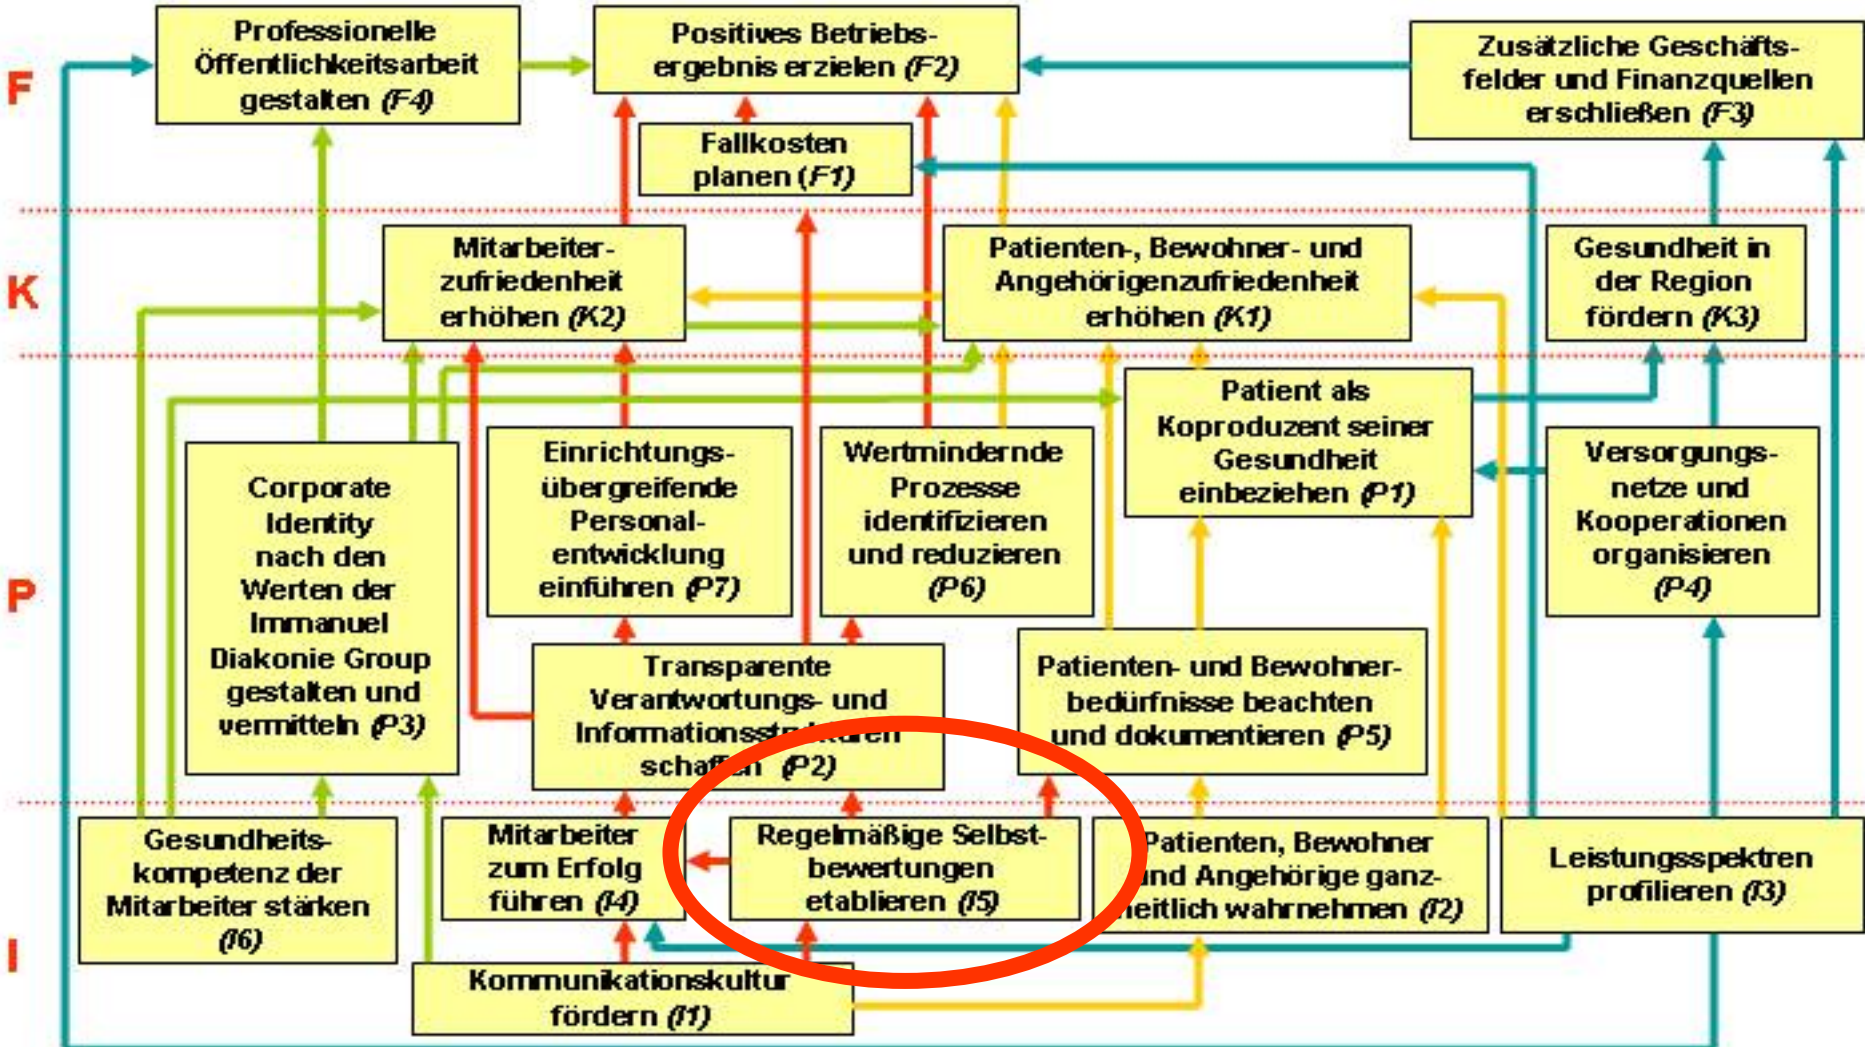 F
Professionelle
Öffentlichkeitsarbeit
gestalten (F4)
Positives Betriebs-
ergebnis erzielen (F2)
Zusätzliche Geschäfts-
felder und Finanzquellen
erschließen (F3)
Fallkosten
planen (F1)
K
Mitarbeiter-
zufriedenheit
erhöhen (K2)
Patienten-, Bewohner- und
Angehörigenzufriedenheit
erhöhen (K1)
Gesundheit in
der Region
fördern (K3)
P
Corporate
Identity
nach den
Werten der
Immanuel
Diakonie Group
gestalten und
vermitteln (P3)
Einrichtungs-
übergreifende
Personal-
entwicklung
einführen (P7)
Wertmindernde
Prozesse
identifizieren
und reduzieren
(P6)
Patient als
Koproduzent seiner
Gesundheit
einbeziehen (P1)
Versorgungs-
netze und
Kooperationen
organisieren
(P4)
Transparente
Verantwortungs- und
Informationsstrukturen
schaffen (P2)
Patienten- und Bewohner-
bedürfnisse beachten
und dokumentieren (P5)
I
Gesundheits-
kompetenz der
Mitarbeiter stärken
(I6)
Mitarbeiter
zum Erfolg
führen (I4)
Regelmäßige Selbst-
bewertungen
etablieren (I5)
Patienten, Bewohner
und Angehörige ganz-
heitlich wahrnehmen (I2)
Leistungsspektren
profilieren (I3)
Kommunikationskultur
fördern (I1)